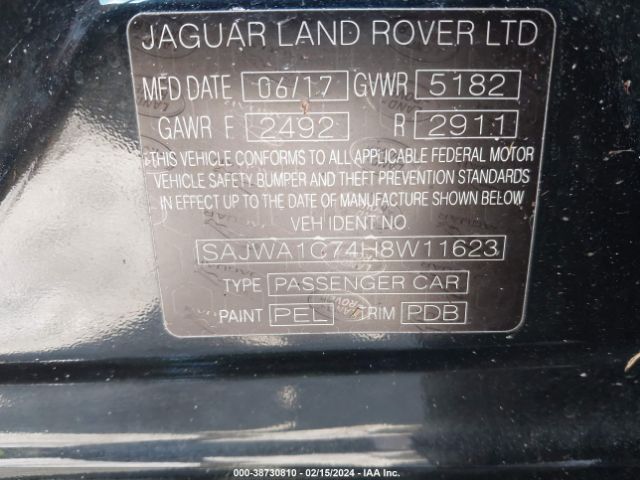 JAGUAR LAND ROVER LTD
MFD DATE 06/17 GVWR 5182
GAWR F 2492 R 2911
THIS VEHICLE CONFORMS TO ALL APPLICABLE FEDERAL MOTOR
VEHICLE SAFETY BUMPER AND THEFT PREVENTION STANDARDS
IN EFFECT UPON THE DATE OF MANUFACTURE SHOWN BELOW
VEH IDENT NO
SAJWA1C74H8W11623
TYPE PASSENGER CAR
PAINT PEL TRIM PDB
000-38730810 - 02/15/2024 - IAA Inc.